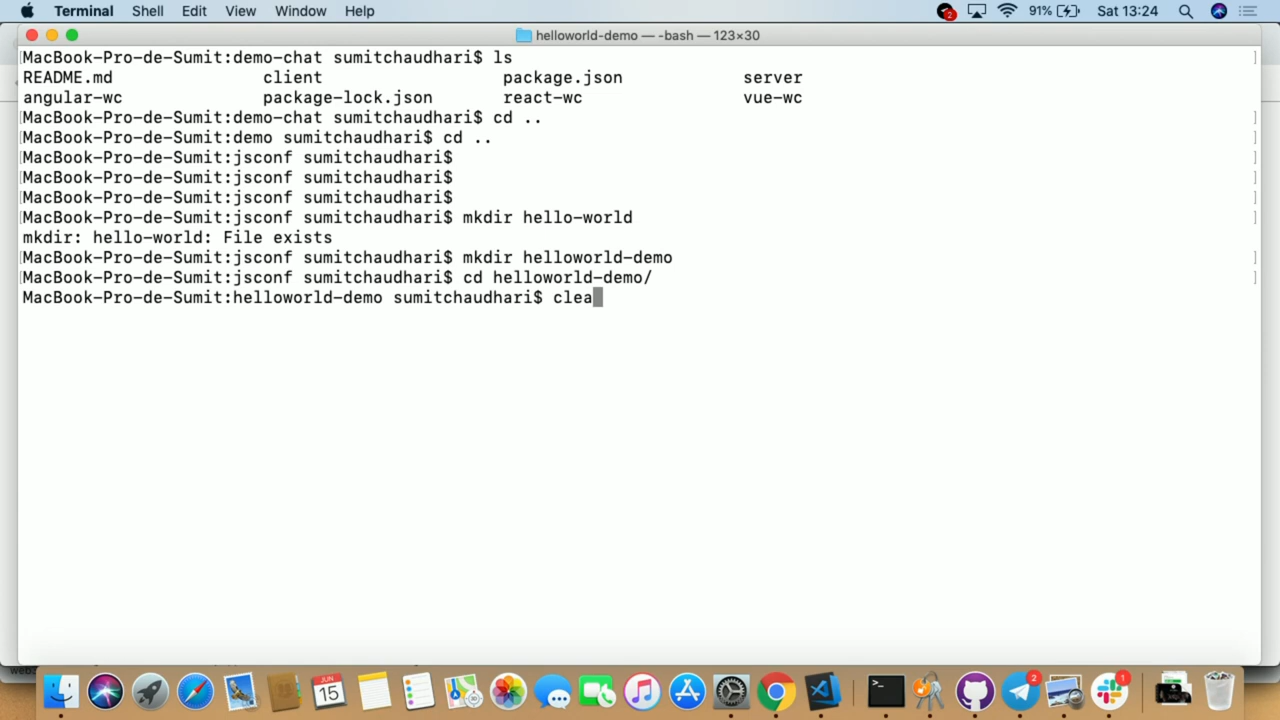 Terminal Shell Edit View Window Help 2 91% Sat 13:24
helloworld-demo — -bash — 123×30
MacBook-Pro-de-Sumit:demo-chat sumitchaudhari$ ls
README.md client package.json server
angular-wc package-lock.json react-wc vue-wc
MacBook-Pro-de-Sumit:demo-chat sumitchaudhari$ cd ..
MacBook-Pro-de-Sumit:demo sumitchaudhari$ cd ..
MacBook-Pro-de-Sumit:jsconf sumitchaudhari$
MacBook-Pro-de-Sumit:jsconf sumitchaudhari$
MacBook-Pro-de-Sumit:jsconf sumitchaudhari$
MacBook-Pro-de-Sumit:jsconf sumitchaudhari$ mkdir hello-world
mkdir: hello-world: File exists
MacBook-Pro-de-Sumit:jsconf sumitchaudhari$ mkdir helloworld-demo
MacBook-Pro-de-Sumit:jsconf sumitchaudhari$ cd helloworld-demo/
MacBook-Pro-de-Sumit:helloworld-demo sumitchaudhari$ clea
JUN 2 1
15